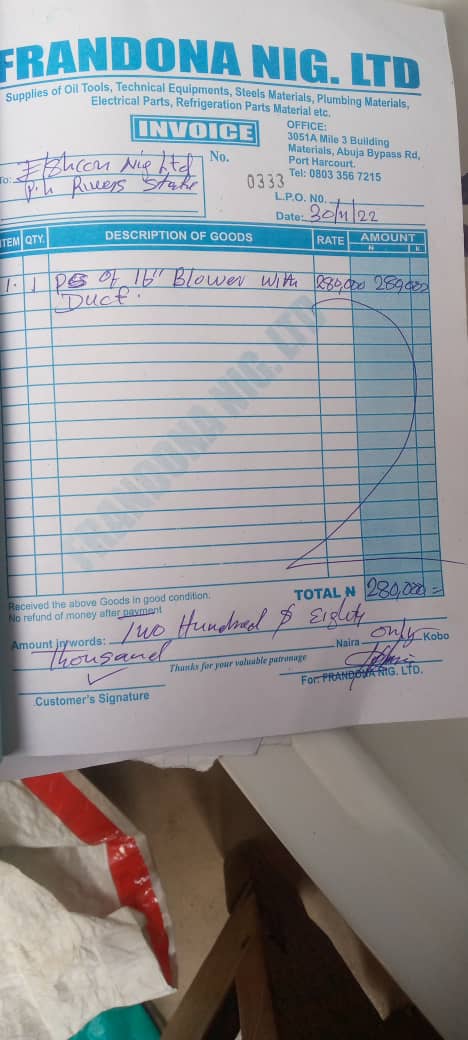 FRANDONA NIG. LTD
Supplies of Oil Tools, Technical Equipments, Steels Materials, Plumbing Materials,
Electrical Parts, Refrigeration Parts Material etc.
INVOICE
OFFICE:
3051A Mile 3 Building
Materials, Abuja Bypass Rd,
Port Harcourt.
Tel: 0803 356 7215
No. 0333
To: Nig Ltd
P.h Rivers State
L.P.O. NO.
Date: 30/11/22
ITEM QTY. DESCRIPTION OF GOODS RATE AMOUNT
N K
1. 1 Pcs of 16" Blower with 280,000 280,000
Duct.
FRANDONA NIG. LTD
Received the above Goods in good condition.
No refund of money after payment
TOTAL N 280,000 =
Amount in words: Two Hundred & Eighty
Thousand Naira only Kobo
Thanks for your valuable patronage
Customer's Signature
For: FRANDONA NIG. LTD.